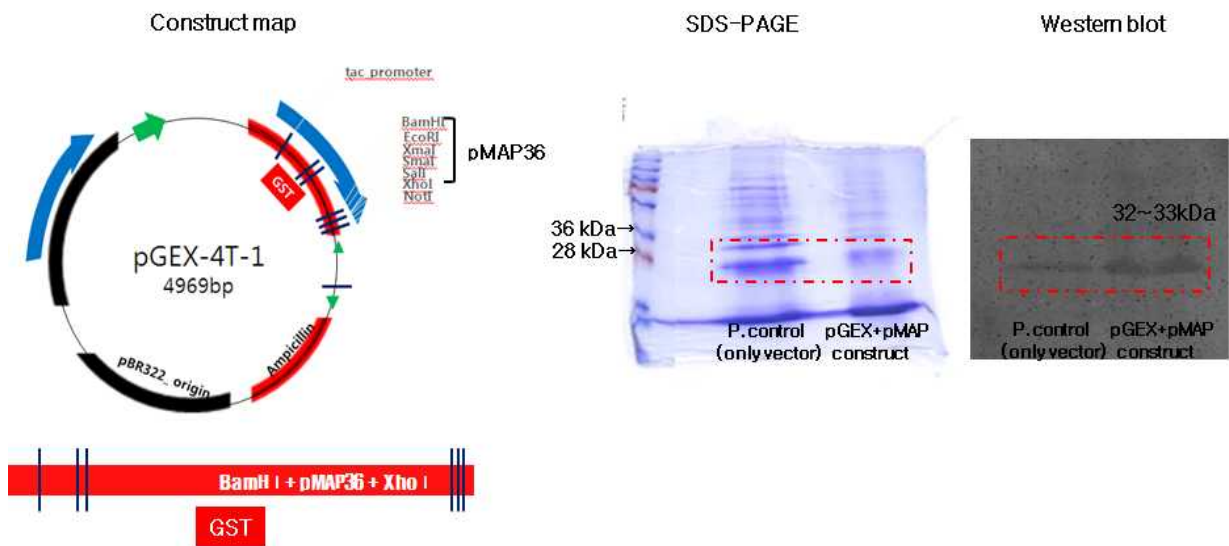 Construct map
SDS-PAGE
Western blot
tac_promoter
BamHI
EcoRI
XmaI
SmaI
SalI
XhoI
NotI
pMAP36
GST
pGEX-4T-1
4969bp
Ampicillin
pBR322_origin
36 kDa→
28 kDa→
P.control
(only vector)
pGEX+pMAP
construct
32~33kDa
P.control
(only vector)
pGEX+pMAP
construct
BamH I + pMAP36 + Xho I
GST